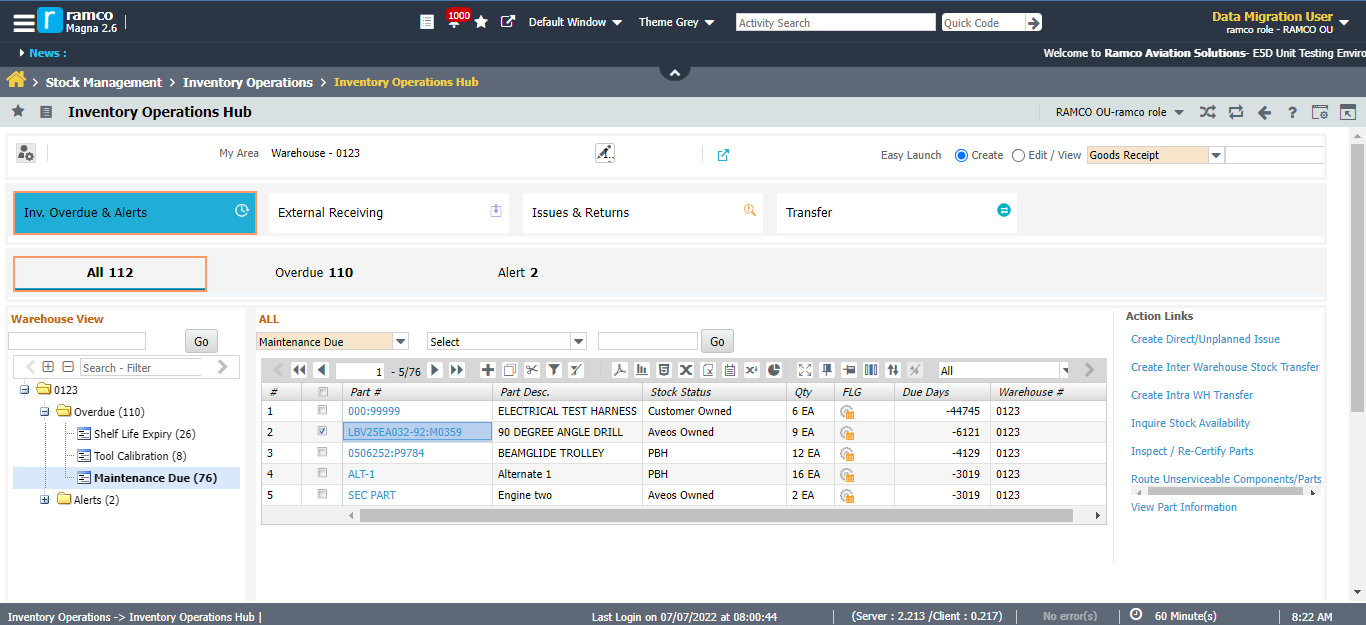 ramco
Magna 2.6
1000
Default Window
Theme Grey
Activity Search
Quick Code
Data Migration User
ramco role - RAMCO OU
News :
Welcome to Ramco Aviation Solutions- E5D Unit Testing Enviro
Stock Management > Inventory Operations > Inventory Operations Hub
Inventory Operations Hub
RAMCO OU-ramco role
My Area Warehouse - 0123
Easy Launch Create Edit / View Goods Receipt
Inv. Overdue & Alerts
External Receiving
Issues & Returns
Transfer
All 112
Overdue 110
Alert 2
Warehouse View
Go
Search - Filter
0123
Overdue (110)
Shelf Life Expiry (26)
Tool Calibration (8)
Maintenance Due (76)
Alerts (2)
ALL
Maintenance Due
Select
Go
1 - 5/76
All
# Part # Part Desc. Stock Status Qty FLG Due Days Warehouse #
1 000:99999 ELECTRICAL TEST HARNESS Customer Owned 6 EA -44745 0123
2 LBV25EA032-92:M0359 90 DEGREE ANGLE DRILL Aveos Owned 9 EA -6121 0123
3 0506252:P9784 BEAMGLIDE TROLLEY PBH 12 EA -4129 0123
4 ALT-1 Alternate 1 PBH 16 EA -3019 0123
5 SEC PART Engine two Aveos Owned 2 EA -3019 0123
Action Links
Create Direct/Unplanned Issue
Create Inter Warehouse Stock Transfer
Create Intra WH Transfer
Inquire Stock Availability
Inspect / Re-Certify Parts
Route Unserviceable Components/Parts
View Part Information
Inventory Operations -> Inventory Operations Hub |
Last Login on 07/07/2022 at 08:00:44
(Server : 2.213 /Client : 0.217)
No error(s)
60 Minute(s)
8:22 AM